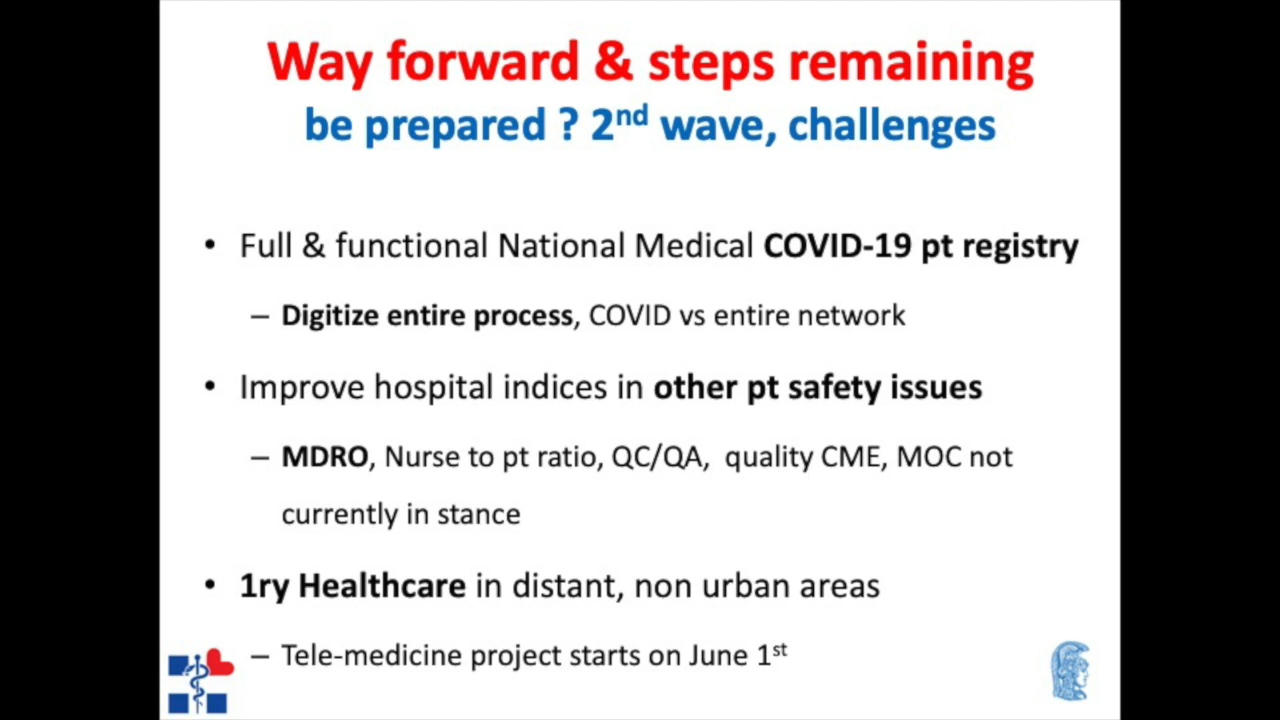 Way forward & steps remaining
be prepared ? 2nd wave, challenges
• Full & functional National Medical COVID-19 pt registry
– Digitize entire process, COVID vs entire network
• Improve hospital indices in other pt safety issues
– MDRO, Nurse to pt ratio, QC/QA, quality CME, MOC not
currently in stance
• 1ry Healthcare in distant, non urban areas
– Tele-medicine project starts on June 1st